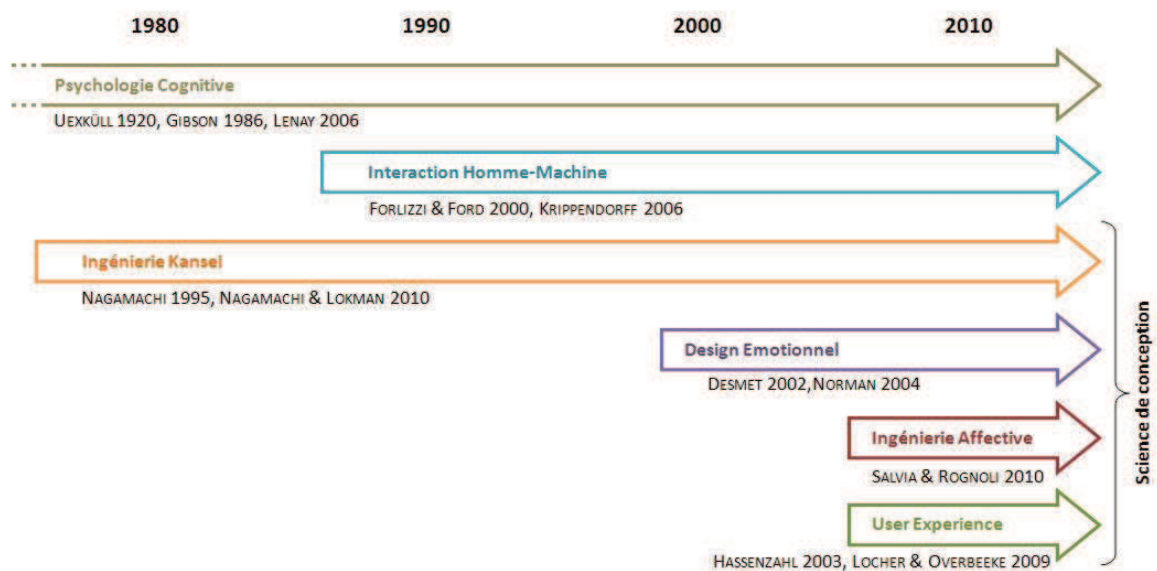 1980 1990 2000 2010
Psychologie Cognitive
UEXKÜLL 1920, GIBSON 1986, LENAY 2006
Interaction Homme-Machine
FORLIZZI & FORD 2000, KRIPPENDORFF 2006
Ingénierie Kansei
NAGAMACHI 1995, NAGAMACHI & LOKMAN 2010
Design Emotionnel
DESMET 2002,NORMAN 2004
Ingénierie Affective
SALVIA & ROGNOLI 2010
User Experience
HASSENZAHL 2003, LOCHER & OVERBEEKE 2009
Science de conception